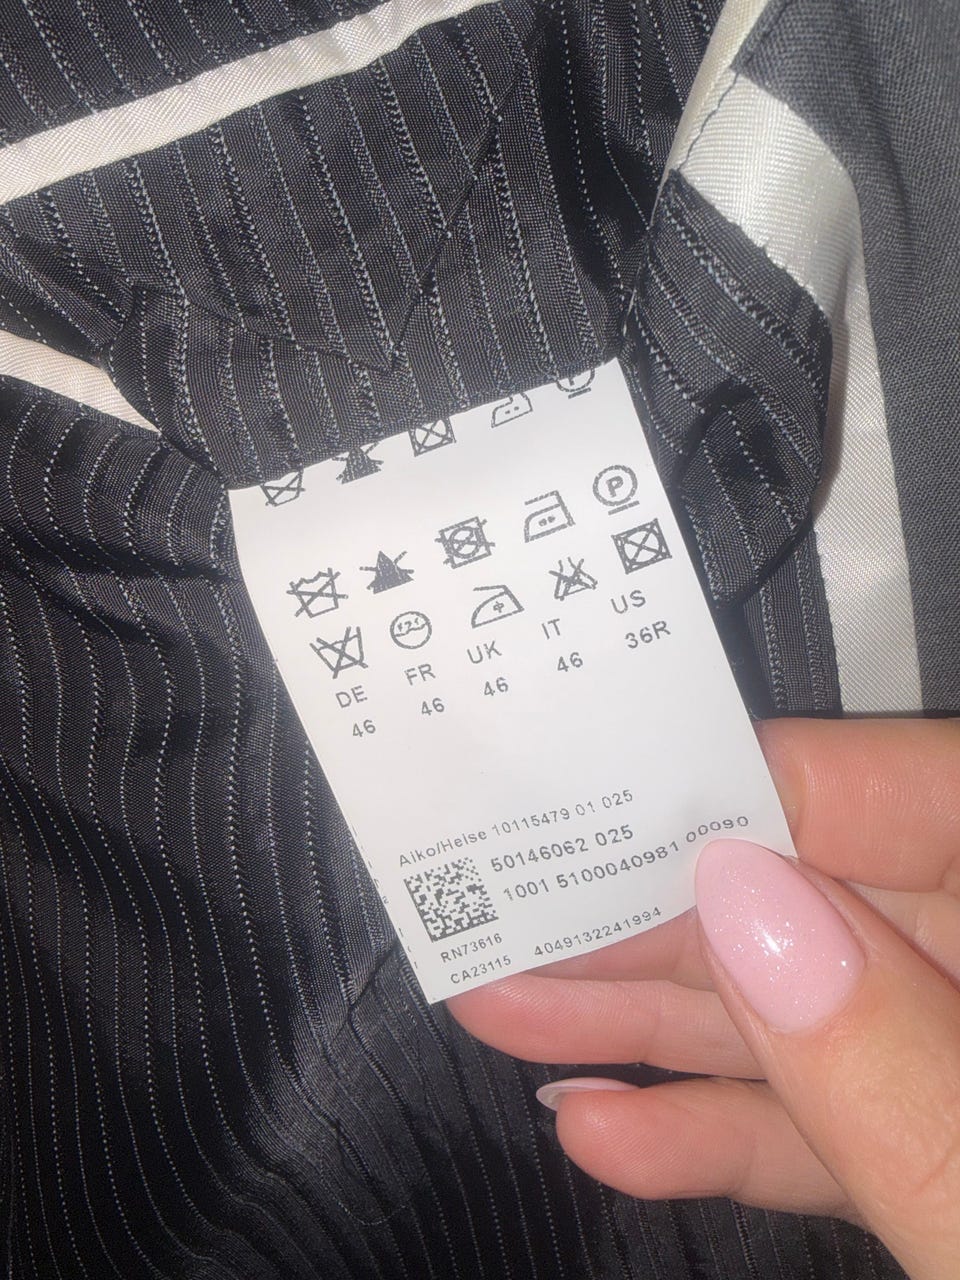 P
DE FR UK IT US
46 46 46 46 36R
Aiko/Heise 10115479 01 025
50146062 025
1001 5100040981 00090
RN73616
CA23115 4049132241994